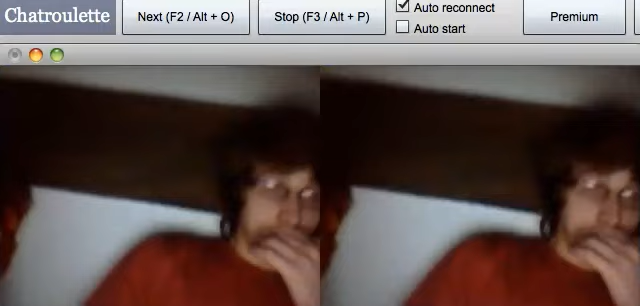 Chatroulette
Next (F2 / Alt + O)
Stop (F3 / Alt + P)
Auto reconnect
Auto start
Premium